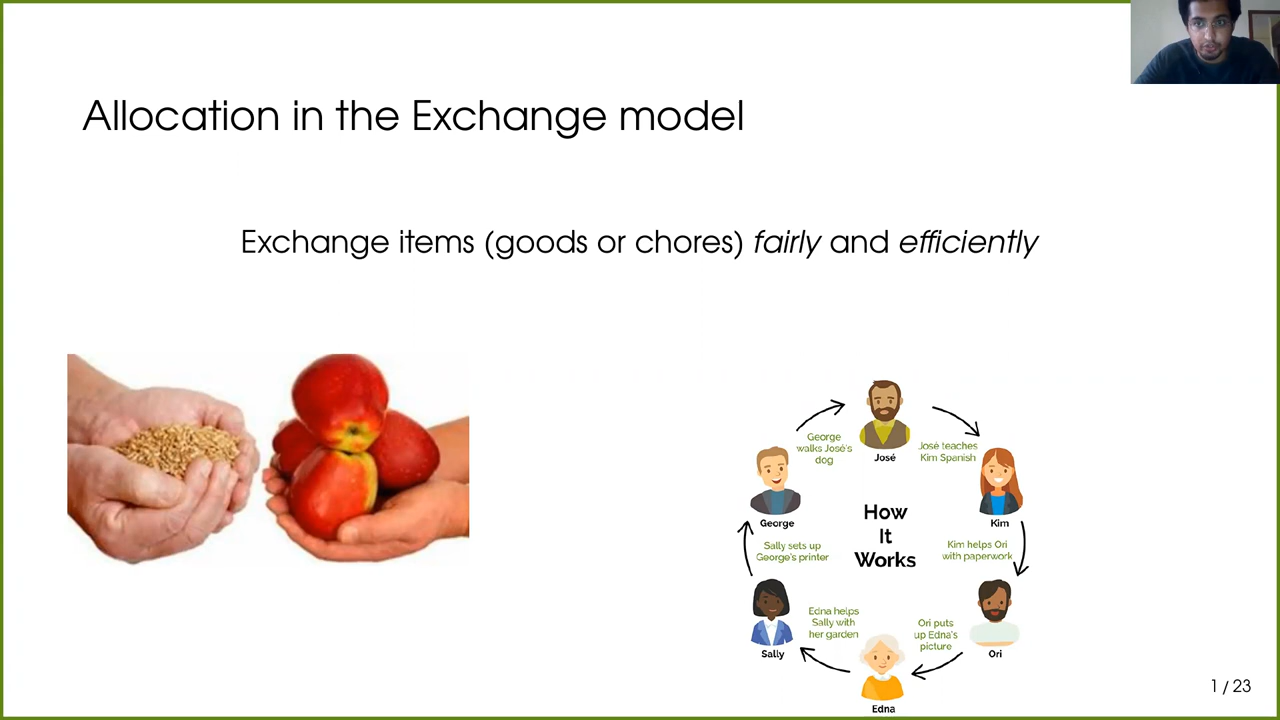 Allocation in the Exchange model
Exchange items (goods or chores) fairly and efficiently
George
walks José's
dog
José
José teaches
Kim Spanish
George
How
It
Works
Kim
Sally sets up
George's printer
Kim helps Ori
with paperwork
Edna helps
Sally with
her garden
Ori puts
up Edna's
picture
Sally
Ori
Edna
1 / 23